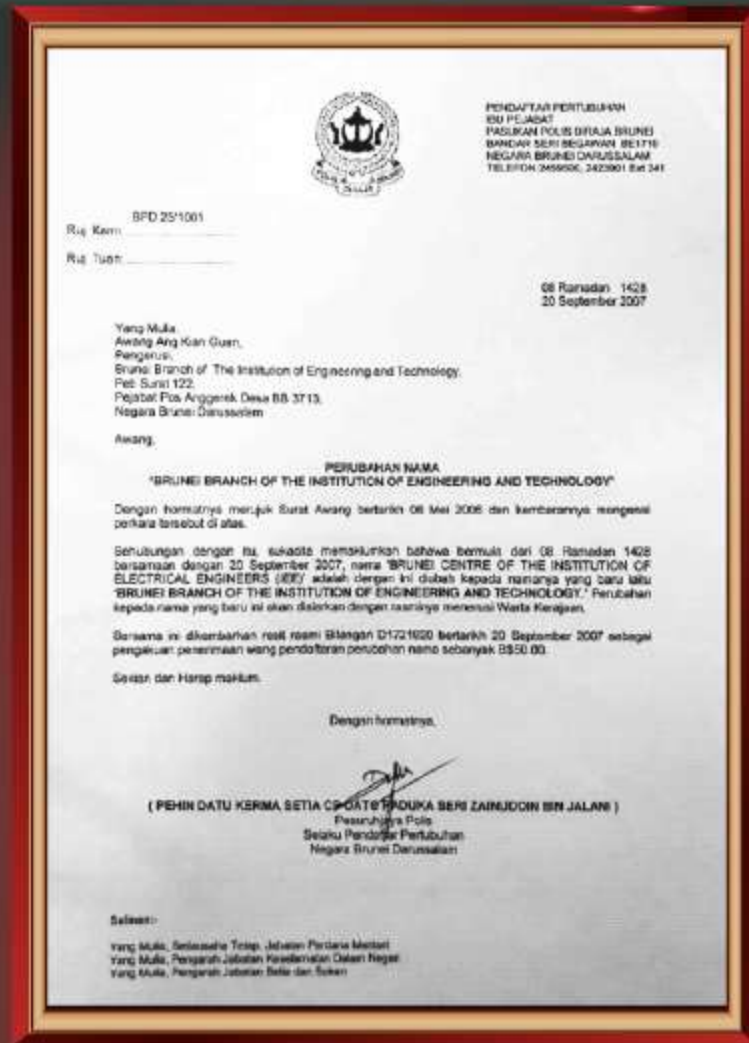 PENDAFTAR PERTUBUHAN
IBU PEJABAT
PASUKAN POLIS DIRAJA BRUNEI
BANDAR SERI BEGAWAN BE1710
NEGARA BRUNEI DARUSSALAM
TELEFON 2459500, 2423901 Ext 241
BPD 25/1001
Ruj. Kami:
Ruj. Tuan:
08 Ramadan 1428
20 September 2007
Yang Mulia,
Awang Ang Kian Guan,
Pengerusi,
Brunei Branch of The Institution of Engineering and Technology,
Peti Surat 122,
Pejabat Pos Anggerek Desa BB 3713,
Negara Brunei Darussalam
Awang,
PERUBAHAN NAMA
"BRUNEI BRANCH OF THE INSTITUTION OF ENGINEERING AND TECHNOLOGY"
Dengan hormatnya merujuk Surat Awang bertarikh 06 Mei 2006 dan kembarannya mengenai
perkara tersebut di atas.
Sehubungan dengan itu, sukacita memaklumkan bahawa bermula dari 08 Ramadan 1428
bersamaan dengan 20 September 2007, nama 'BRUNEI CENTRE OF THE INSTITUTION OF
ELECTRICAL ENGINEERS (IEE)' adalah dengan ini diubah kepada namanya yang baru iaitu
'BRUNEI BRANCH OF THE INSTITUTION OF ENGINEERING AND TECHNOLOGY.' Perubahan
kepada nama yang baru ini akan disiarkan dengan rasminya menerusi Warta Kerajaan.
Bersama ini dikembarkan resit rasmi Bilangan D1721020 bertarikh 20 September 2007 sebagai
pengakuan penerimaan wang pendaftaran perubahan nama sebanyak B$50.00.
Sekian dan Harap maklum.
Dengan hormatnya,
( PEHIN DATU KERMA SETIA DATO PADUKA SERI ZAINUDDIN BIN JALANI )
Pesuruhjaya Polis
Selaku Pendaftar Pertubuhan
Negara Brunei Darussalam
Salinan:-
Yang Mulia, Setiausaha Tetap, Jabatan Perdana Menteri
Yang Mulia, Pengarah Jabatan Keselamatan Dalam Negeri
Yang Mulia, Pengarah Jabatan Belia dan Sukan